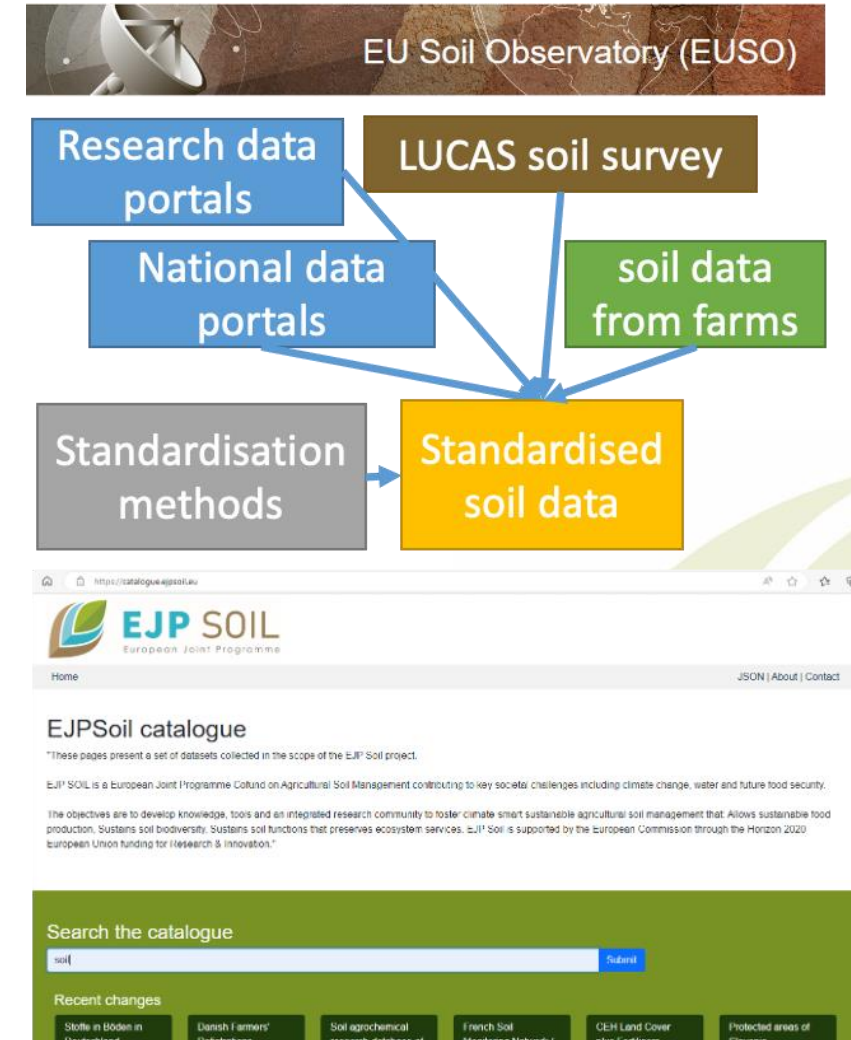 EU Soil Observatory (EUSO)
Research data
portals
LUCAS soil survey
National data
portals
soil data
from farms
Standardisation
methods
Standardised
soil data
https://catalogue.ejpsoil.eu
EJP SOIL
European Joint Programme
Home
JSON | About | Contact
EJPSoil catalogue
"These pages present a set of datasets collected in the scope of the EJP Soil project.
EJP SOIL is a European Joint Programme Cofund on Agricultural Soil Management contributing to key societal challenges including climate change, water and future food security.
The objectives are to develop knowledge, tools and an integrated research community to foster climate smart sustainable agricultural soil management that: Allows sustainable food
production, Sustains soil biodiversity, Sustains soil functions that preserves ecosystem services. EJP Soil is supported by the European Commission through the Horizon 2020
European Union funding for Research & Innovation."
Search the catalogue
soil
Submit
Recent changes
Stoffe in Böden in
Danish Farmers'
Soil agrochemical
French Soil
CEH Land Cover
Protected areas of